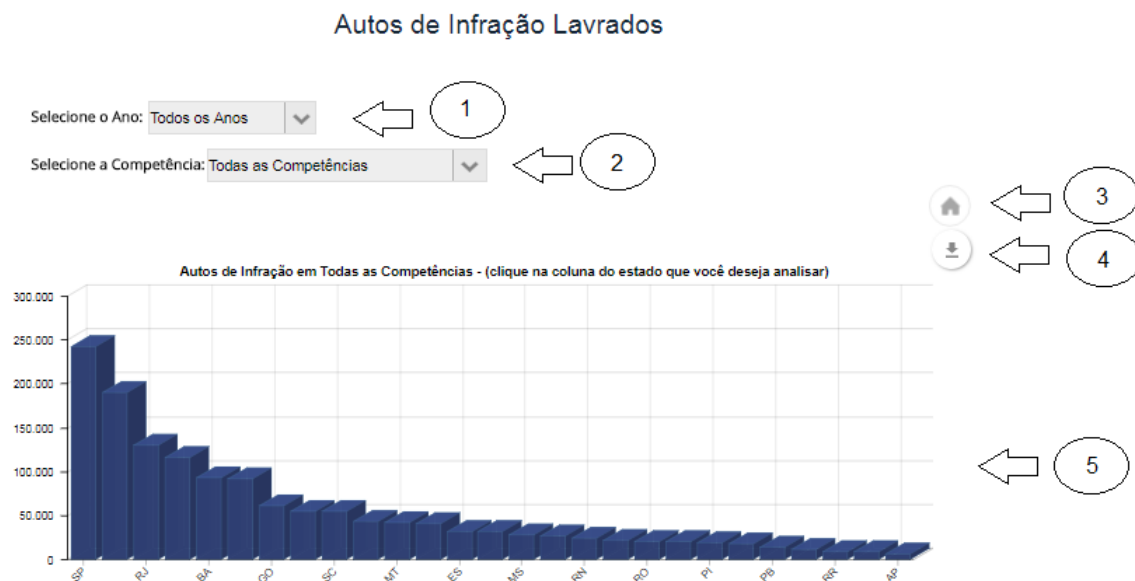 Autos de Infração Lavrados
1
Selecione o Ano: Todos os Anos
2
Selecione a Competência: Todas as Competências
3
4
Autos de Infração em Todas as Competências - (clique na coluna do estado que você deseja analisar)
300.000
250.000
200.000
150.000
100.000
50.000
0
5
SP RJ BA GO SC MT ES MS RN RO PI PB RR AP